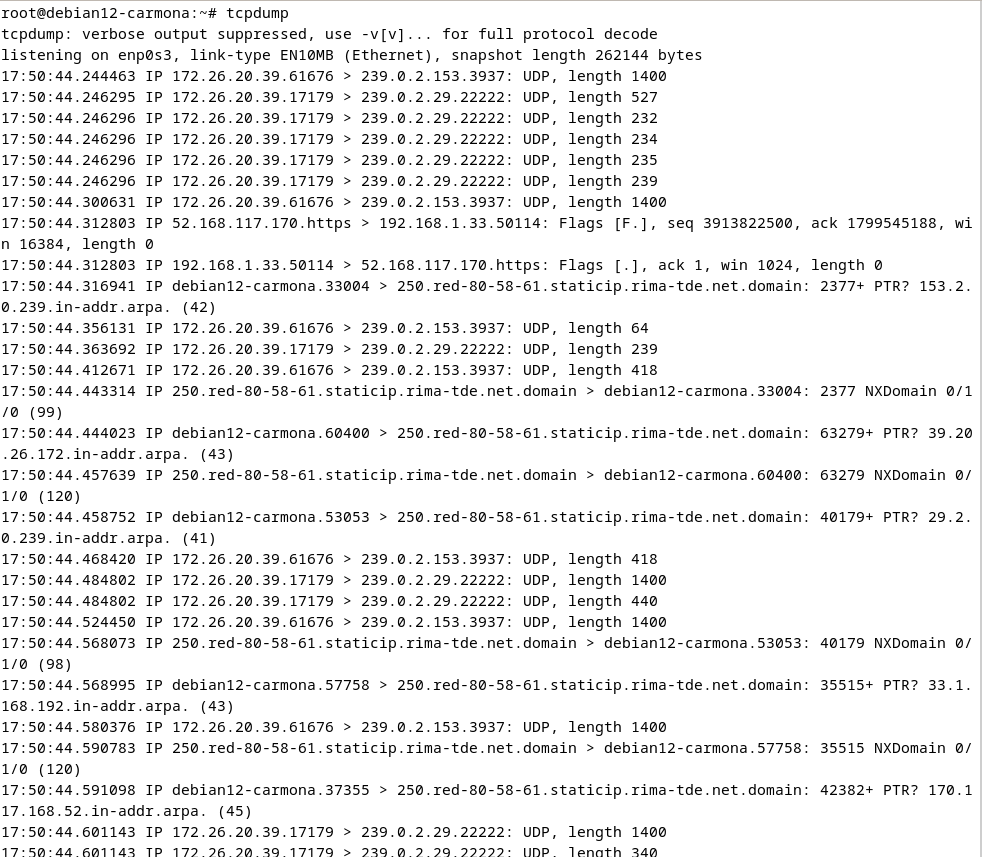 root@debian12-carmona:~# tcpdump
tcpdump: verbose output suppressed, use -v[v]... for full protocol decode
listening on enp0s3, link-type EN10MB (Ethernet), snapshot length 262144 bytes
17:50:44.244463 IP 172.26.20.39.61676 > 239.0.2.153.3937: UDP, length 1400
17:50:44.246295 IP 172.26.20.39.17179 > 239.0.2.29.22222: UDP, length 527
17:50:44.246296 IP 172.26.20.39.17179 > 239.0.2.29.22222: UDP, length 232
17:50:44.246296 IP 172.26.20.39.17179 > 239.0.2.29.22222: UDP, length 234
17:50:44.246296 IP 172.26.20.39.17179 > 239.0.2.29.22222: UDP, length 235
17:50:44.246296 IP 172.26.20.39.17179 > 239.0.2.29.22222: UDP, length 239
17:50:44.300631 IP 172.26.20.39.61676 > 239.0.2.153.3937: UDP, length 1400
17:50:44.312803 IP 52.168.117.170.https > 192.168.1.33.50114: Flags [F.], seq 3913822500, ack 1799545188, wi
n 16384, length 0
17:50:44.312803 IP 192.168.1.33.50114 > 52.168.117.170.https: Flags [.], ack 1, win 1024, length 0
17:50:44.316941 IP debian12-carmona.33004 > 250.red-80-58-61.staticip.rima-tde.net.domain: 2377+ PTR? 153.2.
0.239.in-addr.arpa. (42)
17:50:44.356131 IP 172.26.20.39.61676 > 239.0.2.153.3937: UDP, length 64
17:50:44.363692 IP 172.26.20.39.17179 > 239.0.2.29.22222: UDP, length 239
17:50:44.412671 IP 172.26.20.39.61676 > 239.0.2.153.3937: UDP, length 418
17:50:44.443314 IP 250.red-80-58-61.staticip.rima-tde.net.domain > debian12-carmona.33004: 2377 NXDomain 0/1
/0 (99)
17:50:44.444023 IP debian12-carmona.60400 > 250.red-80-58-61.staticip.rima-tde.net.domain: 63279+ PTR? 39.20
.26.172.in-addr.arpa. (43)
17:50:44.457639 IP 250.red-80-58-61.staticip.rima-tde.net.domain > debian12-carmona.60400: 63279 NXDomain 0/
1/0 (120)
17:50:44.458752 IP debian12-carmona.53053 > 250.red-80-58-61.staticip.rima-tde.net.domain: 40179+ PTR? 29.2.
0.239.in-addr.arpa. (41)
17:50:44.468420 IP 172.26.20.39.61676 > 239.0.2.153.3937: UDP, length 418
17:50:44.484802 IP 172.26.20.39.17179 > 239.0.2.29.22222: UDP, length 1400
17:50:44.484802 IP 172.26.20.39.17179 > 239.0.2.29.22222: UDP, length 440
17:50:44.524450 IP 172.26.20.39.61676 > 239.0.2.153.3937: UDP, length 1400
17:50:44.568073 IP 250.red-80-58-61.staticip.rima-tde.net.domain > debian12-carmona.53053: 40179 NXDomain 0/
1/0 (98)
17:50:44.568995 IP debian12-carmona.57758 > 250.red-80-58-61.staticip.rima-tde.net.domain: 35515+ PTR? 33.1.
168.192.in-addr.arpa. (43)
17:50:44.580376 IP 172.26.20.39.61676 > 239.0.2.153.3937: UDP, length 1400
17:50:44.590783 IP 250.red-80-58-61.staticip.rima-tde.net.domain > debian12-carmona.57758: 35515 NXDomain 0/
1/0 (120)
17:50:44.591098 IP debian12-carmona.37355 > 250.red-80-58-61.staticip.rima-tde.net.domain: 42382+ PTR? 170.1
17.168.52.in-addr.arpa. (45)
17:50:44.601143 IP 172.26.20.39.17179 > 239.0.2.29.22222: UDP, length 1400
17:50:44.601143 IP 172.26.20.39.17179 > 239.0.2.29.22222: UDP, length 340